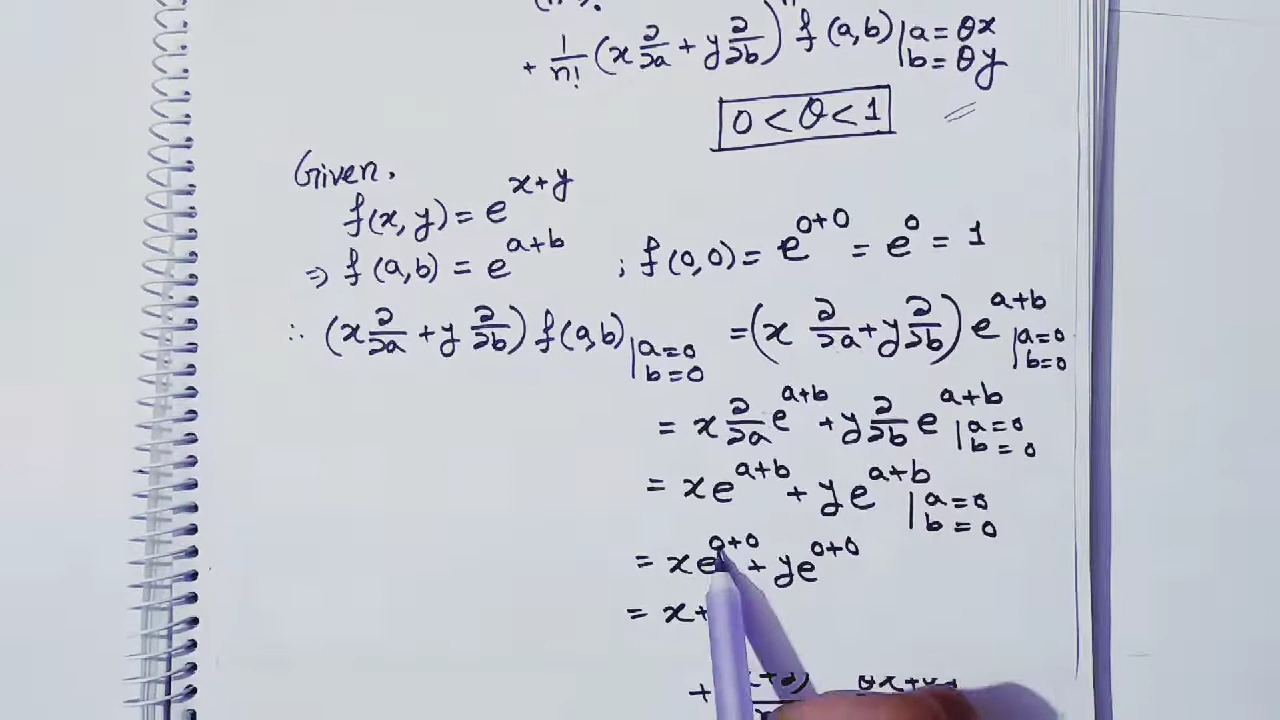 + 1/n! (x ∂/∂a + y ∂/∂b)^n f(a,b) | a = θx b = θy
0 < θ < 1
Given.
f(x, y) = e^(x+y)
⇒ f(a,b) = e^(a+b) ; f(0,0) = e^(0+0) = e^0 = 1
∴ (x ∂/∂a + y ∂/∂b) f(a,b) | a=0 b=0 = (x ∂/∂a + y ∂/∂b) e^(a+b) | a=0 b=0
= x ∂/∂a e^(a+b) + y ∂/∂b e^(a+b) | a=0 b=0
= x e^(a+b) + y e^(a+b) | a=0 b=0
= x e^(0+0) + y e^(0+0)
= x +